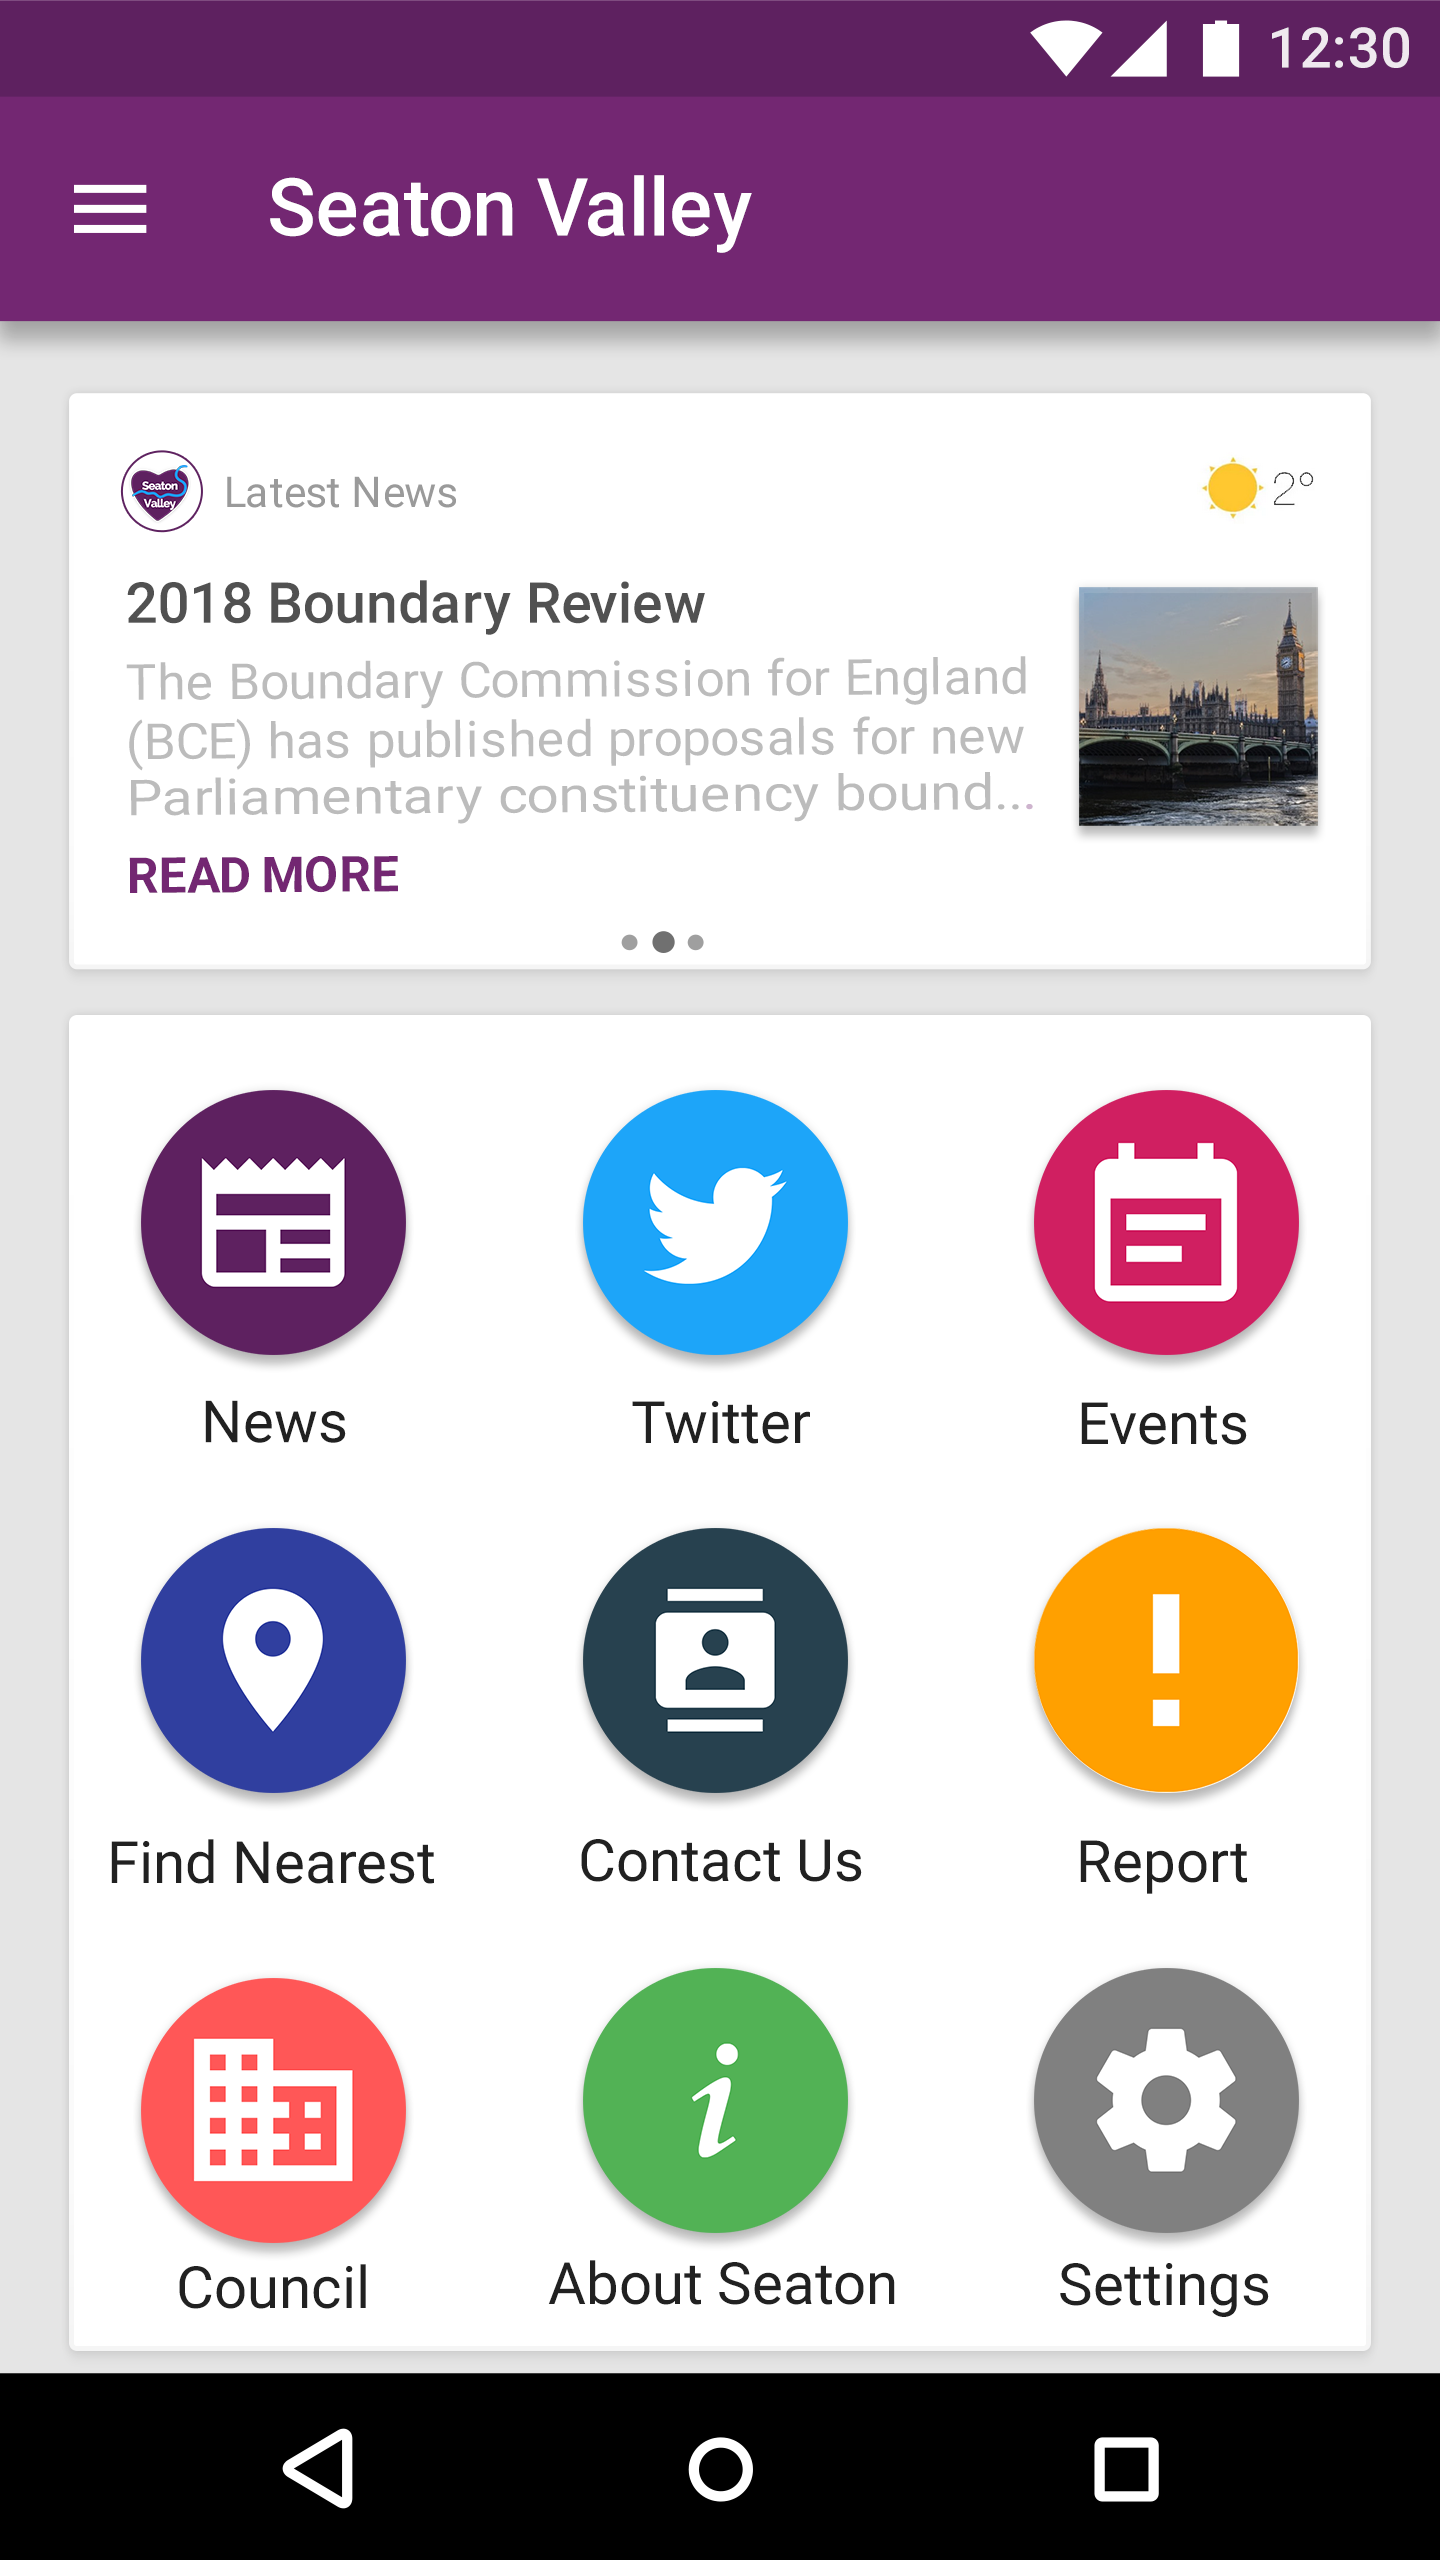 12:30
Seaton Valley
Seaton
Valley
Latest News
2°
2018 Boundary Review
The Boundary Commission for England
(BCE) has published proposals for new
Parliamentary constituency bound...
READ MORE
News
Twitter
Events
Find Nearest
Contact Us
Report
Council
About Seaton
Settings